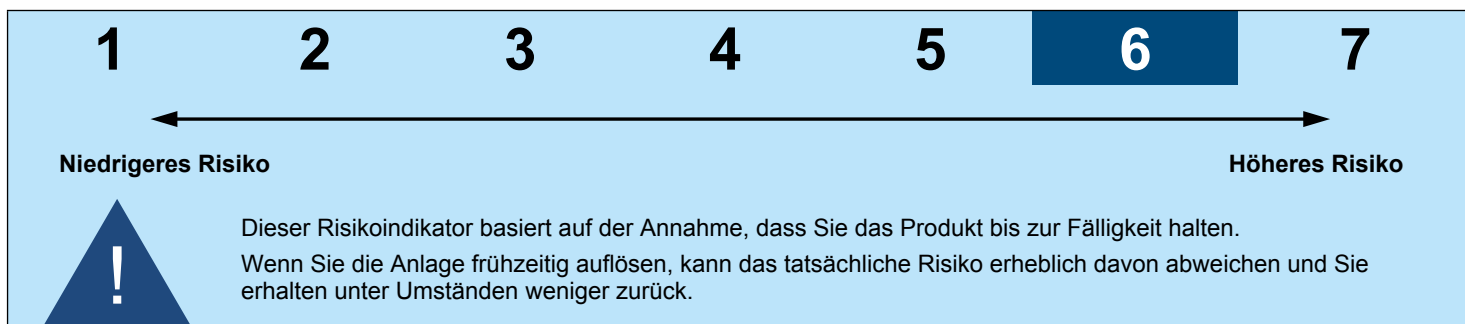 1 2 3 4 5 6 7
Niedrigeres Risiko Höheres Risiko
!
Dieser Risikoindikator basiert auf der Annahme, dass Sie das Produkt bis zur Fälligkeit halten.
Wenn Sie die Anlage frühzeitig auflösen, kann das tatsächliche Risiko erheblich davon abweichen und Sie
erhalten unter Umständen weniger zurück.